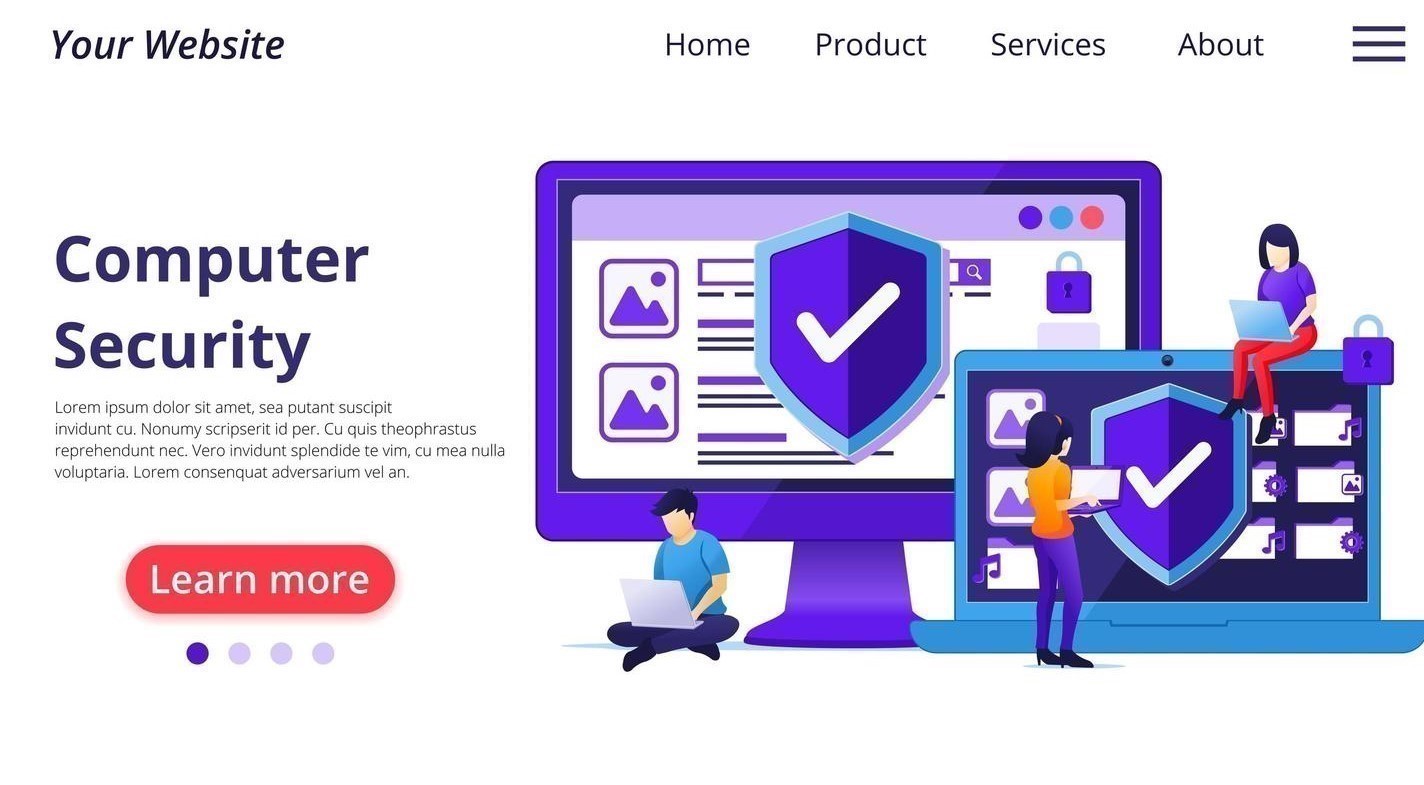 Your Website
Home Product Services About
Computer
Security
Lorem ipsum dolor sit amet, sea putant suscipit
invidunt cu. Nonumy scripserit id per. Cu quis theophrastus
reprehendunt nec. Vero invidunt splendide te vim, cu mea nulla
voluptaria. Lorem consenquat adversarium vel an.
Learn more